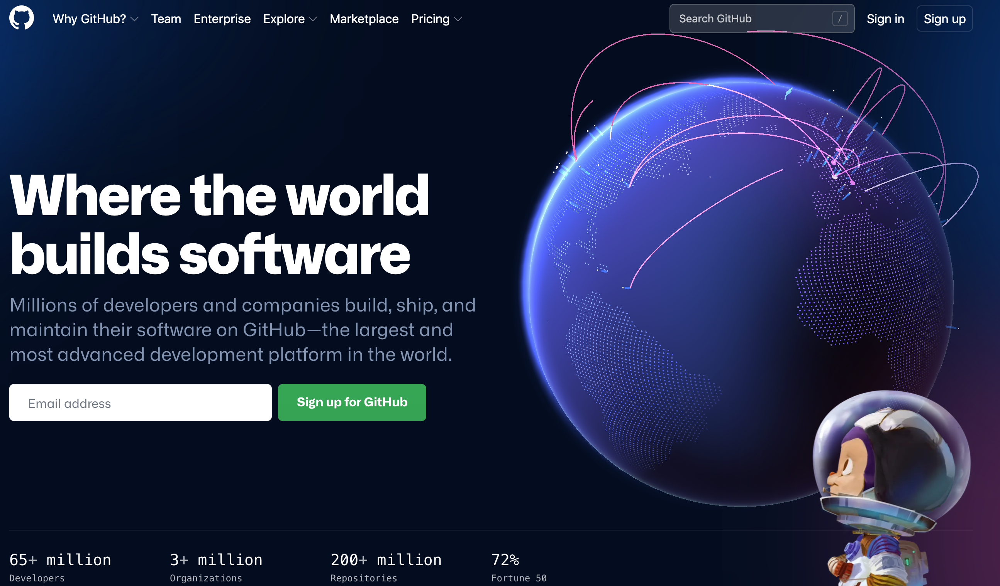 Why GitHub? Team Enterprise Explore Marketplace Pricing Search GitHub / Sign in Sign up
Where the world
builds software
Millions of developers and companies build, ship, and
maintain their software on GitHub—the largest and
most advanced development platform in the world.
Email address Sign up for GitHub
65+ million 3+ million 200+ million 72%
Developers Organizations Repositories Fortune 50